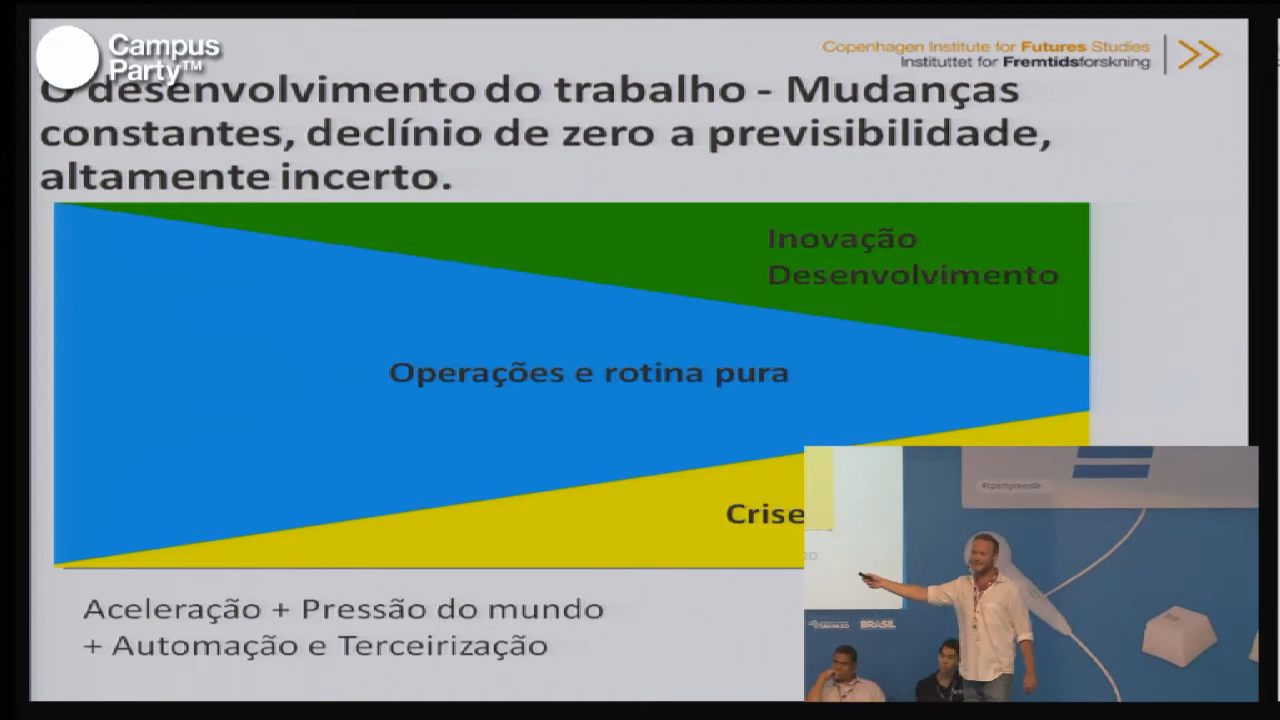 Campus
Party™
Copenhagen Institute for Futures Studies
Instituttet for Fremtidsforskning
O desenvolvimento do trabalho - Mudanças
constantes, declínio de zero a previsibilidade,
altamente incerto.
Inovação
Desenvolvimento
Operações e rotina pura
Crise
Aceleração + Pressão do mundo
+ Automação e Terceirização
#cpempreende
BRASIL